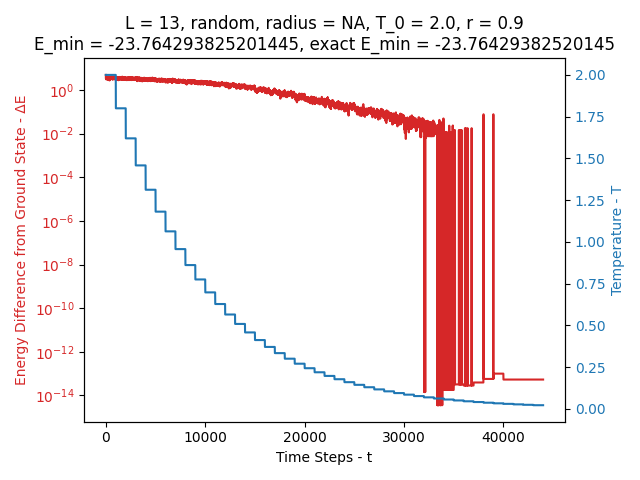 L = 13, random, radius = NA, T_0 = 2.0, r = 0.9
E_min = -23.764293825201445, exact E_min = -23.76429382520145
Energy Difference from Ground State - ΔE
10⁰
10⁻²
10⁻⁴
10⁻⁶
10⁻⁸
10⁻¹⁰
10⁻¹²
10⁻¹⁴
2.00
1.75
1.50
1.25
1.00
0.75
0.50
0.25
0.00
Temperature - T
0 10000 20000 30000 40000
Time Steps - t